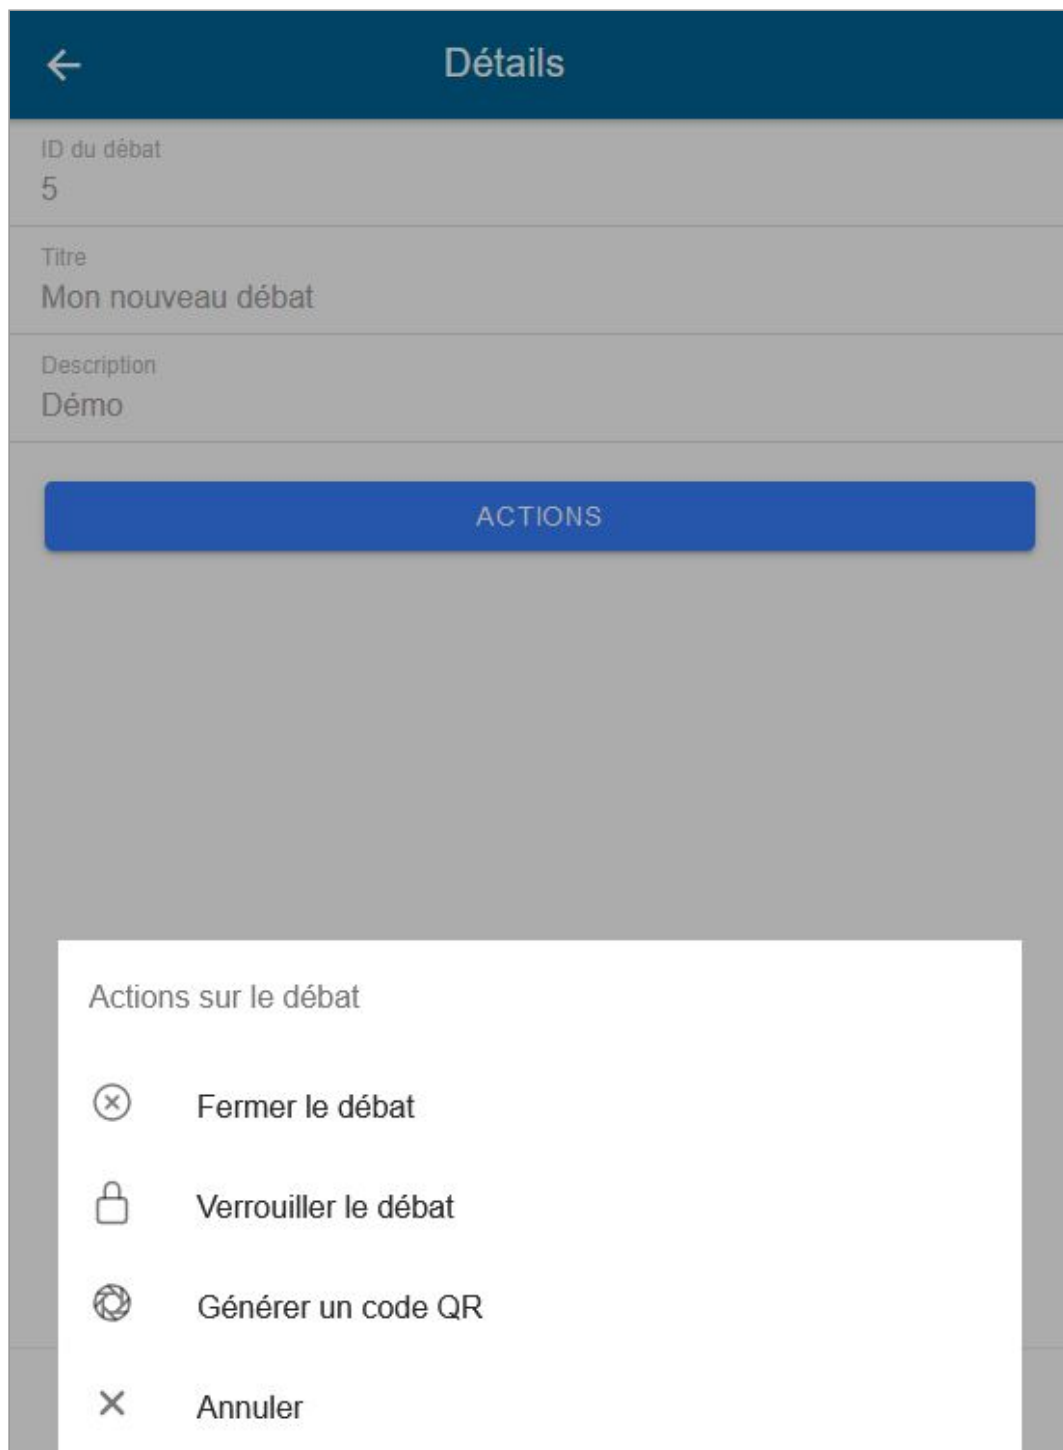 Détails
ID du débat
5
Titre
Mon nouveau débat
Description
Démo
ACTIONS
Actions sur le débat
Fermer le débat
Verrouiller le débat
Générer un code QR
Annuler